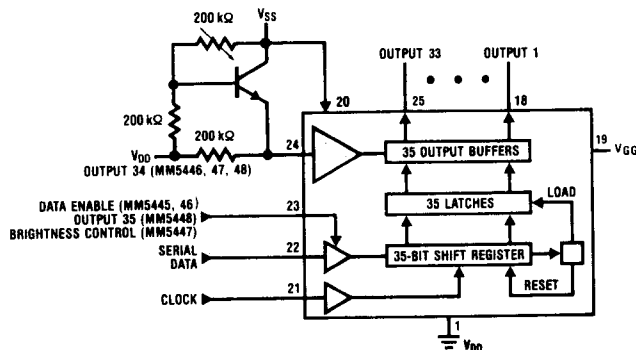 200 kΩ
VSS
200 kΩ
200 kΩ
VDD
OUTPUT 34 (MM5446, 47, 48)
OUTPUT 33
OUTPUT 1
20
25
18
24
19
VGG
35 OUTPUT BUFFERS
35 LATCHES
LOAD
DATA ENABLE (MM5445, 46)
OUTPUT 35 (MM5448)
BRIGHTNESS CONTROL (MM5447)
23
SERIAL
DATA
22
35-BIT SHIFT REGISTER
CLOCK
21
RESET
1
VDD